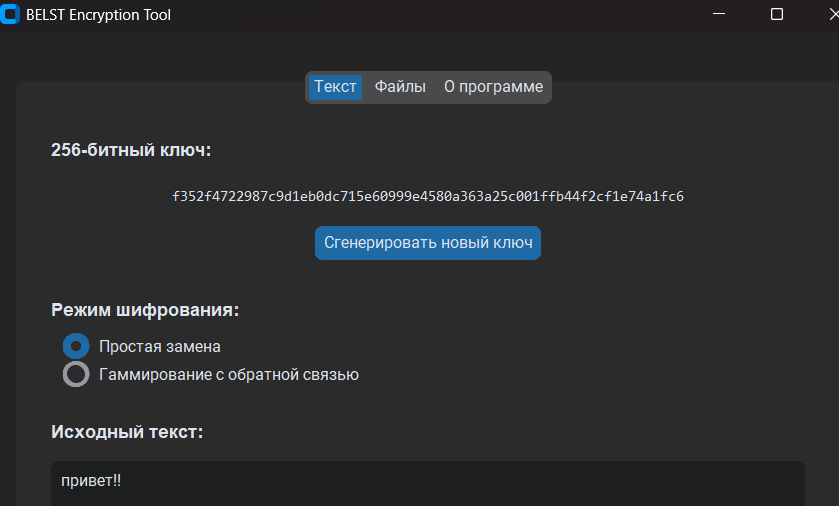 BELST Encryption Tool
Текст Файлы О программе
256-битный ключ:
f352f4722987c9d1eb0dc715e60999e4580a363a25c001ffb44f2cf1e74a1fc6
Сгенерировать новый ключ
Режим шифрования:
Простая замена
Гаммирование с обратной связью
Исходный текст:
привет!!